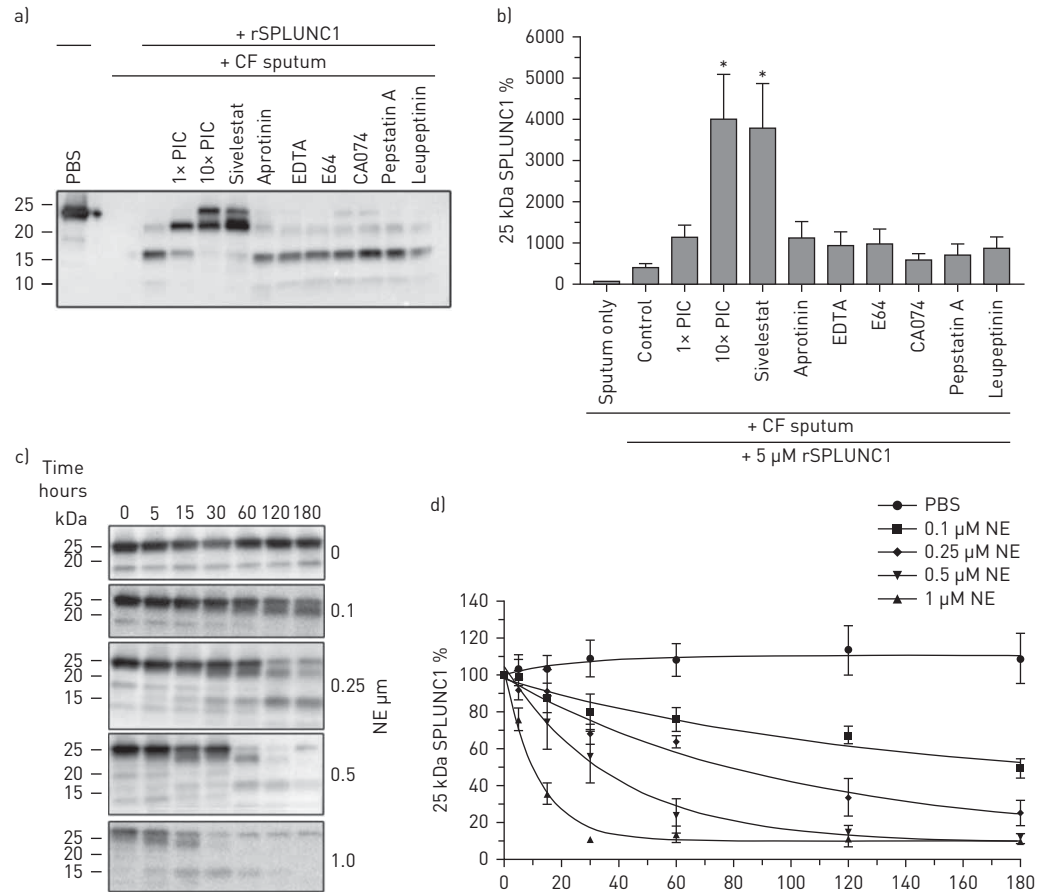 a)
+ rSPLUNC1
+ CF sputum
PBS
1× PIC
10× PIC
Sivelestat
Aprotinin
EDTA
E64
CA074
Pepstatin A
Leupeptinin
25
20
15
10
b)
25 kDa SPLUNC1 %
6000
5000
4000
3000
2000
1000
0
* *
Sputum only
Control
1× PIC
10× PIC
Sivelestat
Aprotinin
EDTA
E64
CA074
Pepstatin A
Leupeptinin
+ CF sputum
+ 5 µM rSPLUNC1
c)
Time
hours
kDa 0 5 15 30 60 120 180
25
20
0
25
20
0.1
25
20
15
0.25
25
20
15
0.5
25
20
15
1.0
NE µm
d)
PBS
0.1 µM NE
0.25 µM NE
0.5 µM NE
1 µM NE
25 kDa SPLUNC1 %
140
120
100
80
60
40
20
0
0 20 40 60 80 100 120 140 160 180